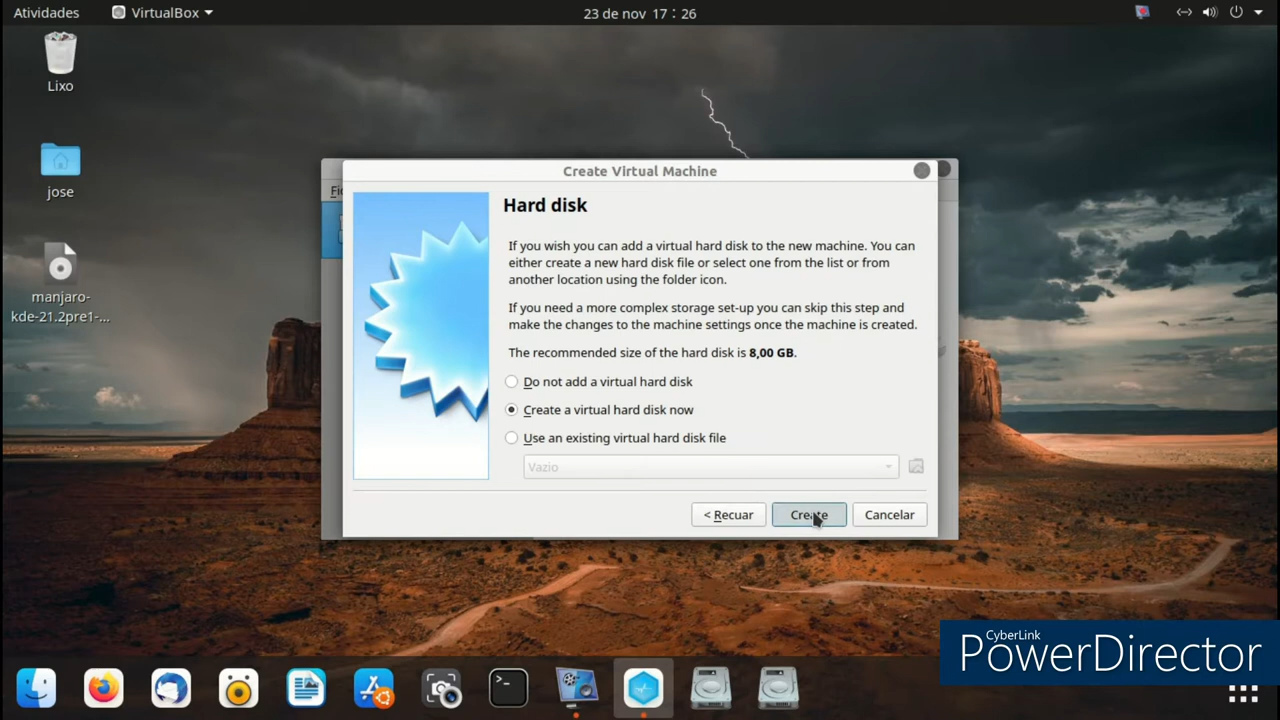 Atividades
VirtualBox
23 de nov 17:26
Lixo
jose
manjaro-
kde-21.2pre1-...
Create Virtual Machine
Hard disk
If you wish you can add a virtual hard disk to the new machine. You can
either create a new hard disk file or select one from the list or from
another location using the folder icon.
If you need a more complex storage set-up you can skip this step and
make the changes to the machine settings once the machine is created.
The recommended size of the hard disk is 8,00 GB.
Do not add a virtual hard disk
Create a virtual hard disk now
Use an existing virtual hard disk file
Vazio
< Recuar
Create
Cancelar
CyberLink
PowerDirector